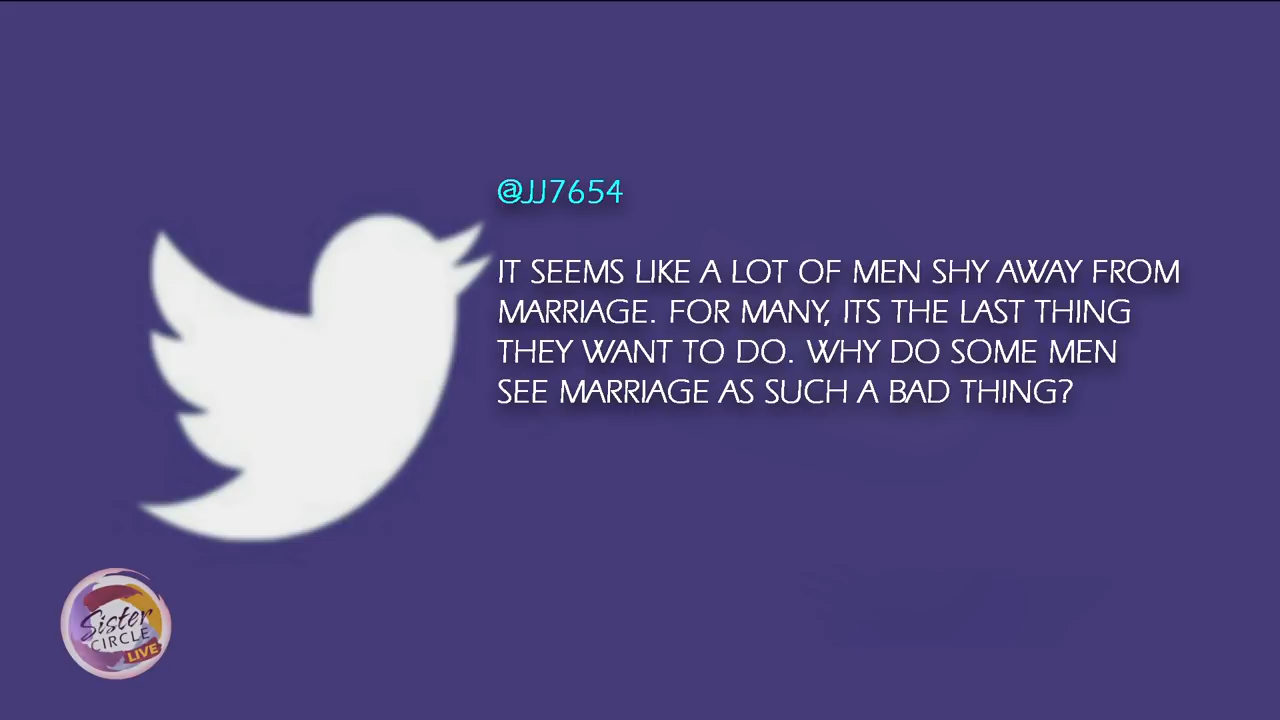 @JJ7654
IT SEEMS LIKE A LOT OF MEN SHY AWAY FROM
MARRIAGE. FOR MANY, ITS THE LAST THING
THEY WANT TO DO. WHY DO SOME MEN
SEE MARRIAGE AS SUCH A BAD THING?
Sister
CIRCLE
LIVE